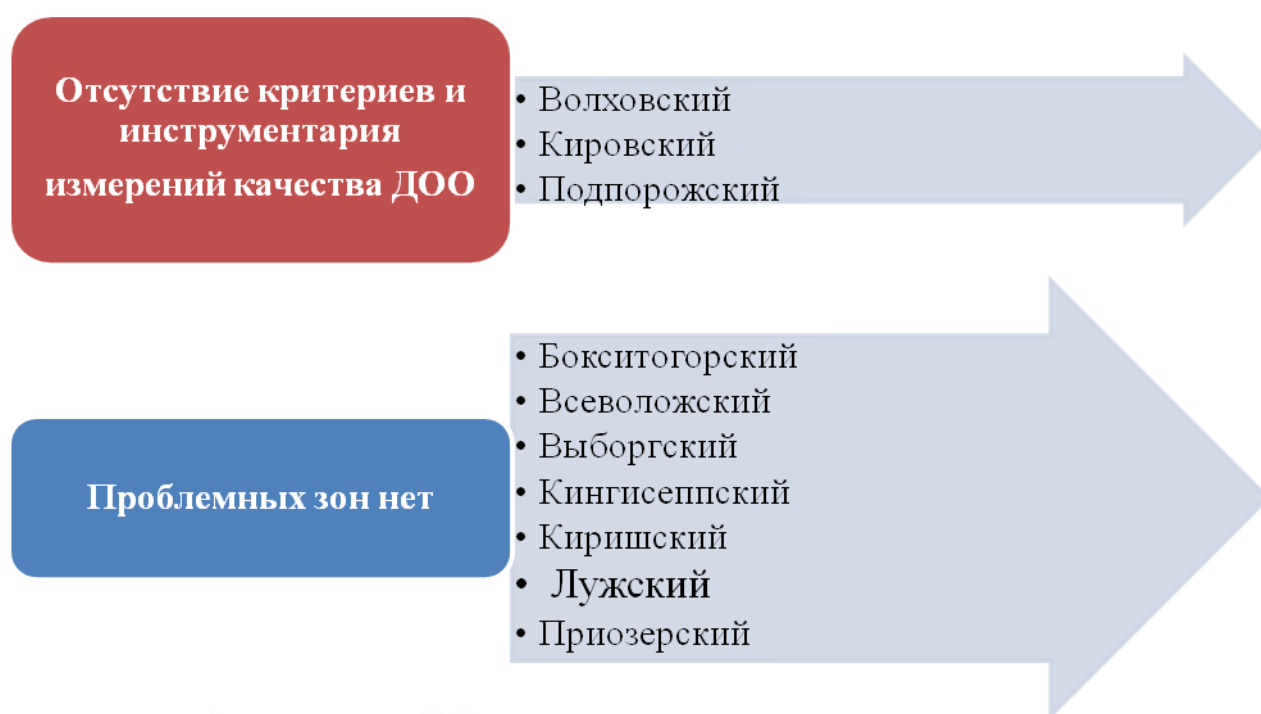 Отсутствие критериев и
инструментария
измерений качества ДОО
• Волховский
• Кировский
• Подпорожский
Проблемных зон нет
• Бокситогорский
• Всеволожский
• Выборгский
• Кингисеппский
• Киришский
• Лужский
• Приозерский